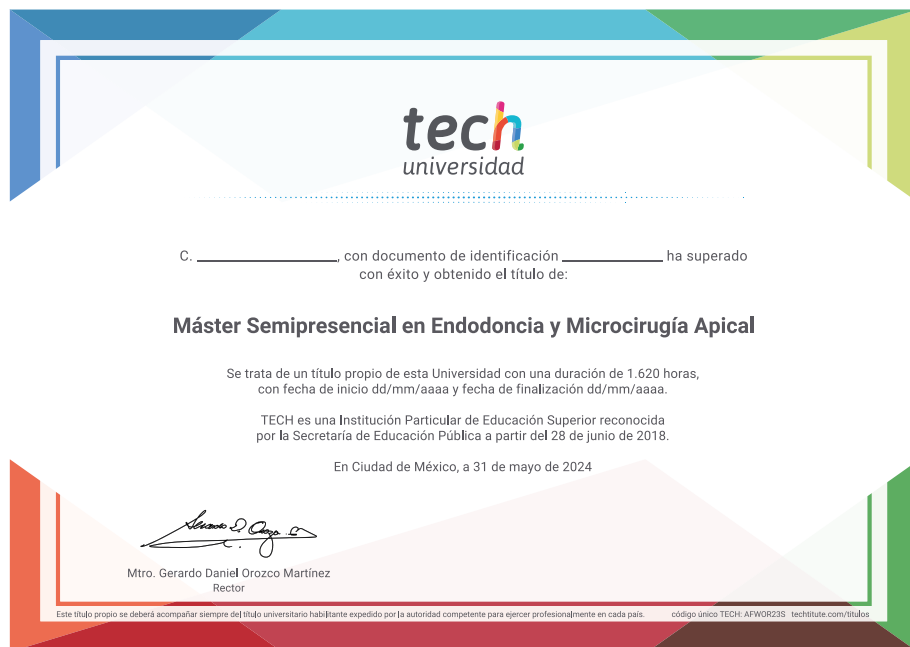 tech
universidad
C. ____________________, con documento de identificación ______________ ha superado
con éxito y obtenido el título de:
Máster Semipresencial en Endodoncia y Microcirugía Apical
Se trata de un título propio de esta Universidad con una duración de 1.620 horas,
con fecha de inicio dd/mm/aaaa y fecha de finalización dd/mm/aaaa.
TECH es una Institución Particular de Educación Superior reconocida
por la Secretaría de Educación Pública a partir del 28 de junio de 2018.
En Ciudad de México, a 31 de mayo de 2024
Mtro. Gerardo Daniel Orozco Martínez
Rector
Este título propio se deberá acompañar siempre del título universitario habilitante expedido por la autoridad competente para ejercer profesionalmente en cada país. código único TECH: AFWOR23S techtitute.com/titulos